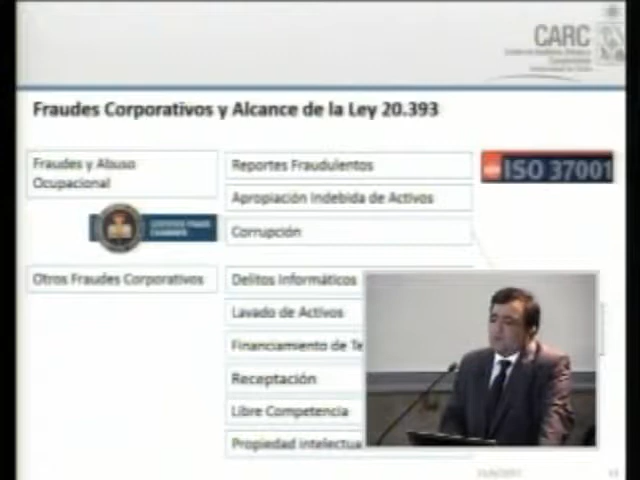 CARC
Fraudes Corporativos y Alcance de la Ley 20.393
Fraudes y Abuso
Ocupacional
Reportes Fraudulentos
ISO 37001
Apropiación Indebida de Activos
Corrupción
Otros Fraudes Corporativos
Delitos Informáticos
Lavado de Activos
Financiamiento de Te
Receptación
Libre Competencia
Propiedad intelectua